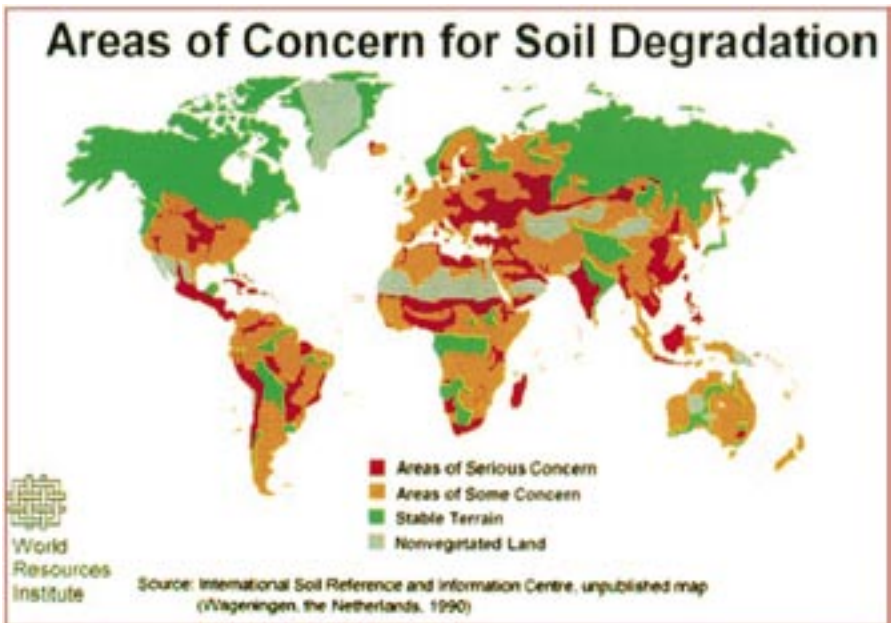 Areas of Concern for Soil Degradation
Areas of Serious Concern
Areas of Some Concern
Stable Terrain
Nonvegetated Land
World
Resources
Institute
Source: International Soil Reference and Information Centre, unpublished map
(Wageningen, the Netherlands, 1990)